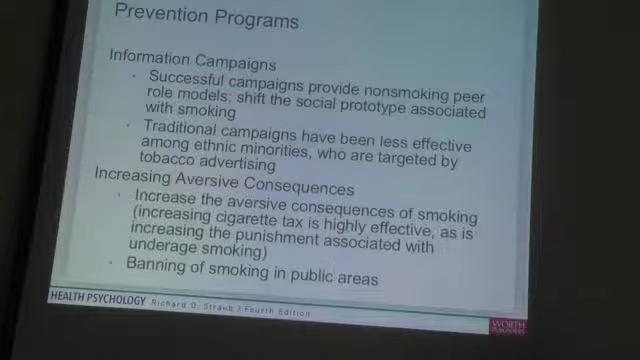 Prevention Programs
Information Campaigns
· Successful campaigns provide nonsmoking peer
role models; shift the social prototype associated
with smoking
· Traditional campaigns have been less effective
among ethnic minorities, who are targeted by
tobacco advertising
Increasing Aversive Consequences
· Increase the aversive consequences of smoking
(increasing cigarette tax is highly effective, as is
increasing the punishment associated with
underage smoking)
· Banning of smoking in public areas
HEALTH PSYCHOLOGY Richard O. Straub | Fourth Edition
WORTH
PUBLISHERS